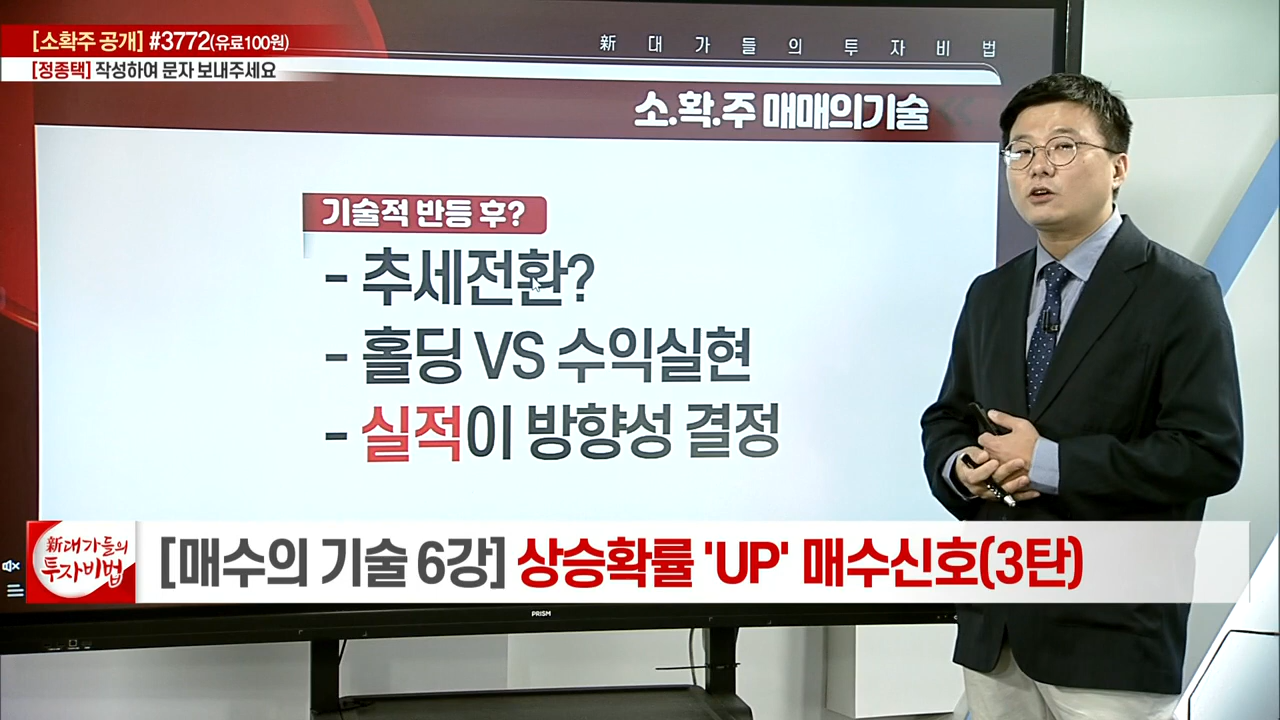 [소확주 공개] #3772(유료100원)
[정종택] 작성하여 문자 보내주세요
新 대 가 들 의 투 자 비 법
소.확.주 매매의기술
기술적 반등 후?
- 추세전환?
- 홀딩 VS 수익실현
- 실적이 방향성 결정
新대가들의
투자비법
[매수의 기술 6강] 상승확률 'UP' 매수신호(3탄)
PRISM